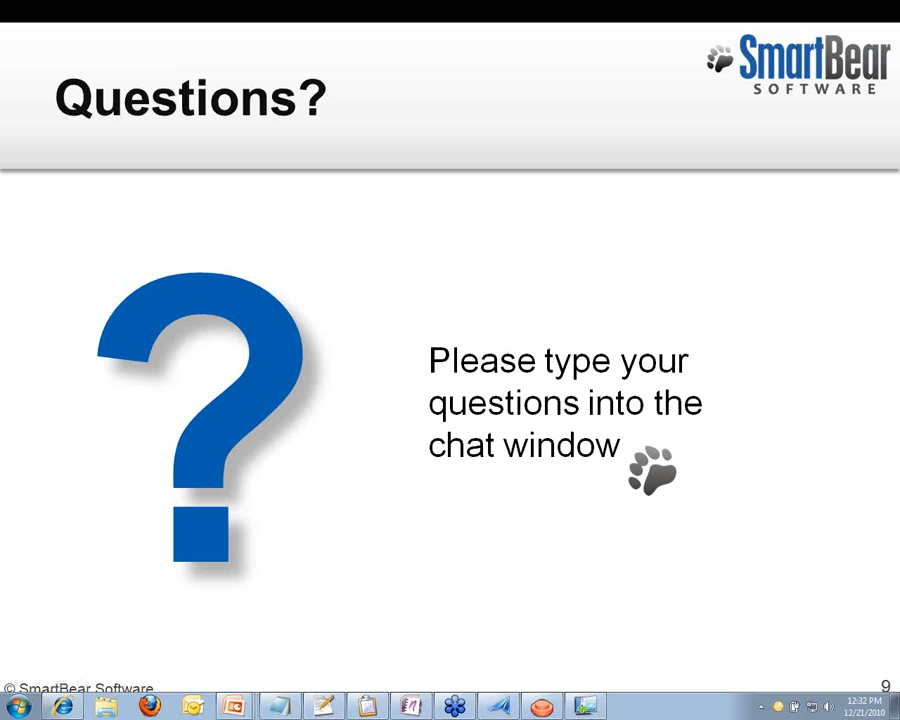 SmartBear
SOFTWARE
Questions?
?
Please type your
questions into the
chat window
© SmartBear Software
9
12:32 PM
12/21/2010